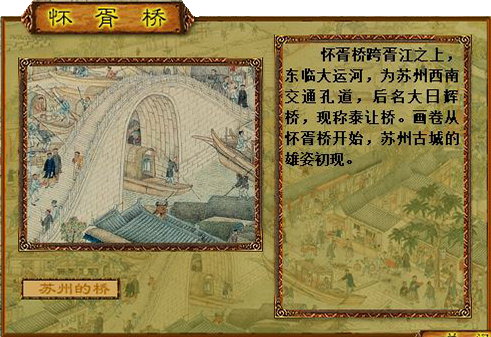 怀胥桥
怀胥桥跨胥江之上，
东临大运河，为苏州西南
交通孔道，后名大日晖
桥，现称泰让桥。画卷从
怀胥桥开始，苏州古城的
雄姿初现。
苏州的桥